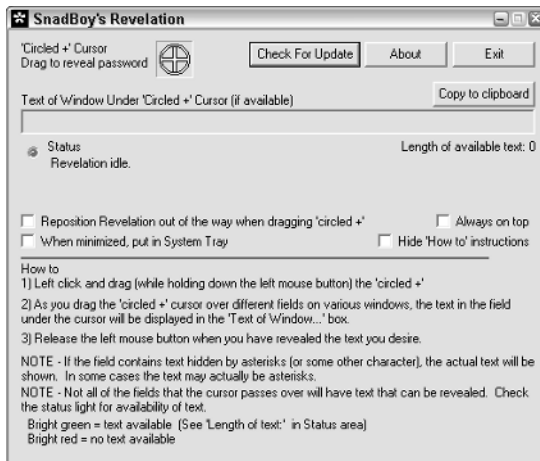 SnadBoy's Revelation
'Circled +' Cursor
Drag to reveal password
Check For Update
About
Exit
Copy to clipboard
Text of Window Under 'Circled +' Cursor (if available)
Status
Length of available text: 0
Revelation idle.
Reposition Revelation out of the way when dragging 'circled +'
Always on top
When minimized, put in System Tray
Hide 'How to' instructions
How to
1) Left click and drag (while holding down the left mouse button) the 'circled +'
2) As you drag the 'circled +' cursor over different fields on various windows, the text in the field
under the cursor will be displayed in the 'Text of Window...' box.
3) Release the left mouse button when you have revealed the text you desire.
NOTE - If the field contains text hidden by asterisks (or some other character), the actual text will be
shown. In some cases the text may actually be asterisks.
NOTE - Not all of the fields that the cursor passes over will have text that can be revealed. Check
the status light for availability of text.
Bright green = text available (See 'Length of text:' in Status area)
Bright red = no text available